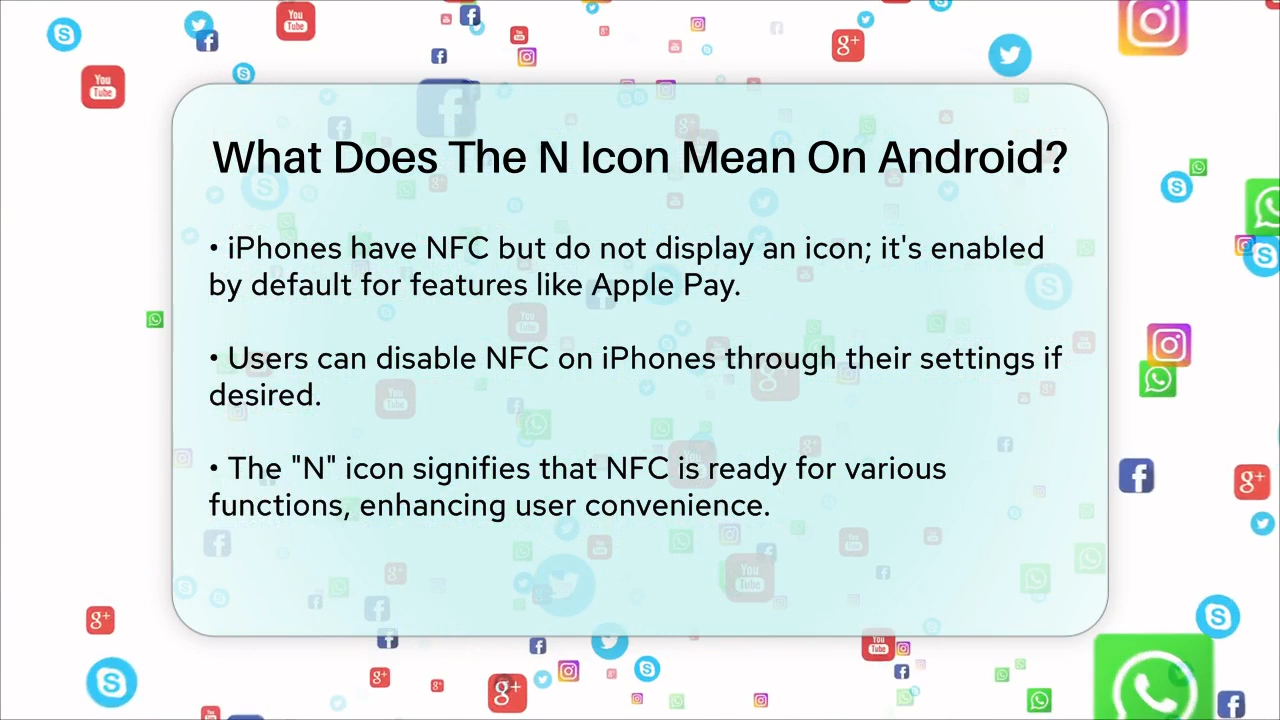 What Does The N Icon Mean On Android?
• iPhones have NFC but do not display an icon; it's enabled
by default for features like Apple Pay.
• Users can disable NFC on iPhones through their settings if
desired.
• The "N" icon signifies that NFC is ready for various
functions, enhancing user convenience.